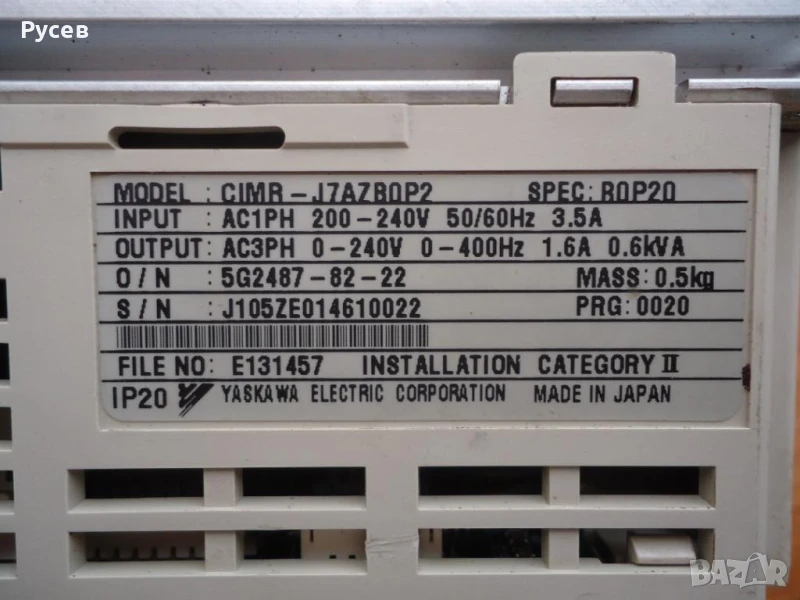 Русев
MODEL : CIMR-J7AZB0P2 SPEC: B0P20
INPUT : AC1PH 200-240V 50/60Hz 3.5A
OUTPUT: AC3PH 0-240V 0-400Hz 1.6A 0.6kVA
O/N : 5G2487-82-22 MASS: 0.5kg
S/N : J105ZE014610022 PRG: 0020
FILE NO: E131457 INSTALLATION CATEGORY II
IP20 YASKAWA ELECTRIC CORPORATION MADE IN JAPAN
BAZAR